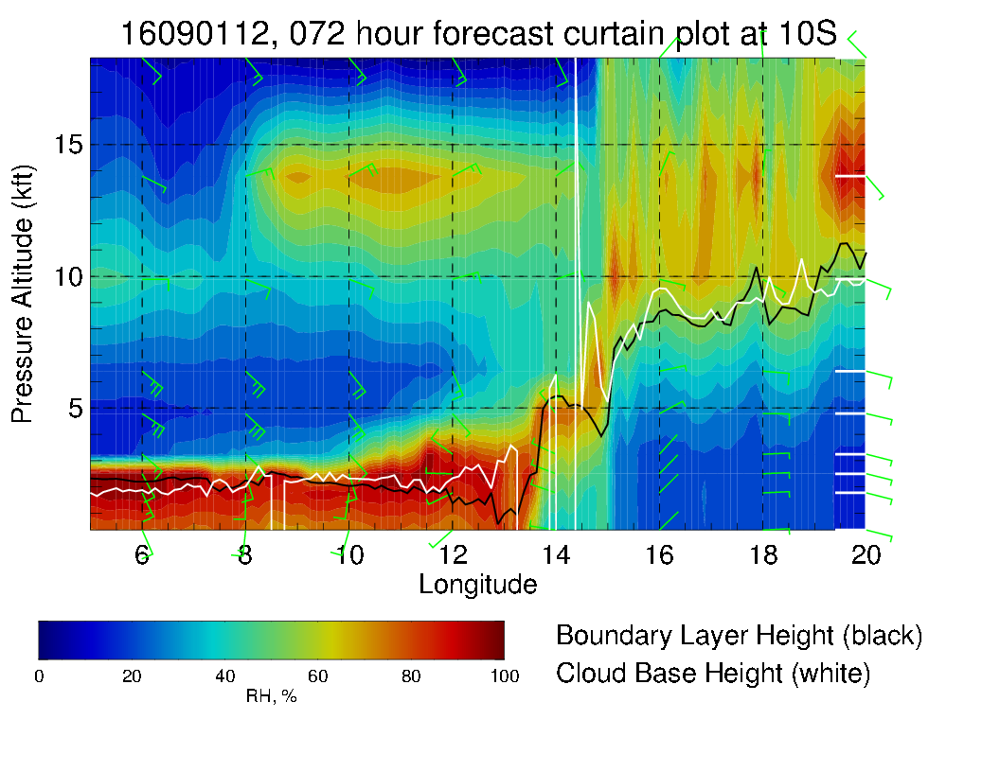 16090112, 072 hour forecast curtain plot at 10S
Pressure Altitude (kft)
15
10
5
6 8 10 12 14 16 18 20
Longitude
0 20 40 60 80 100
RH, %
Boundary Layer Height (black)
Cloud Base Height (white)